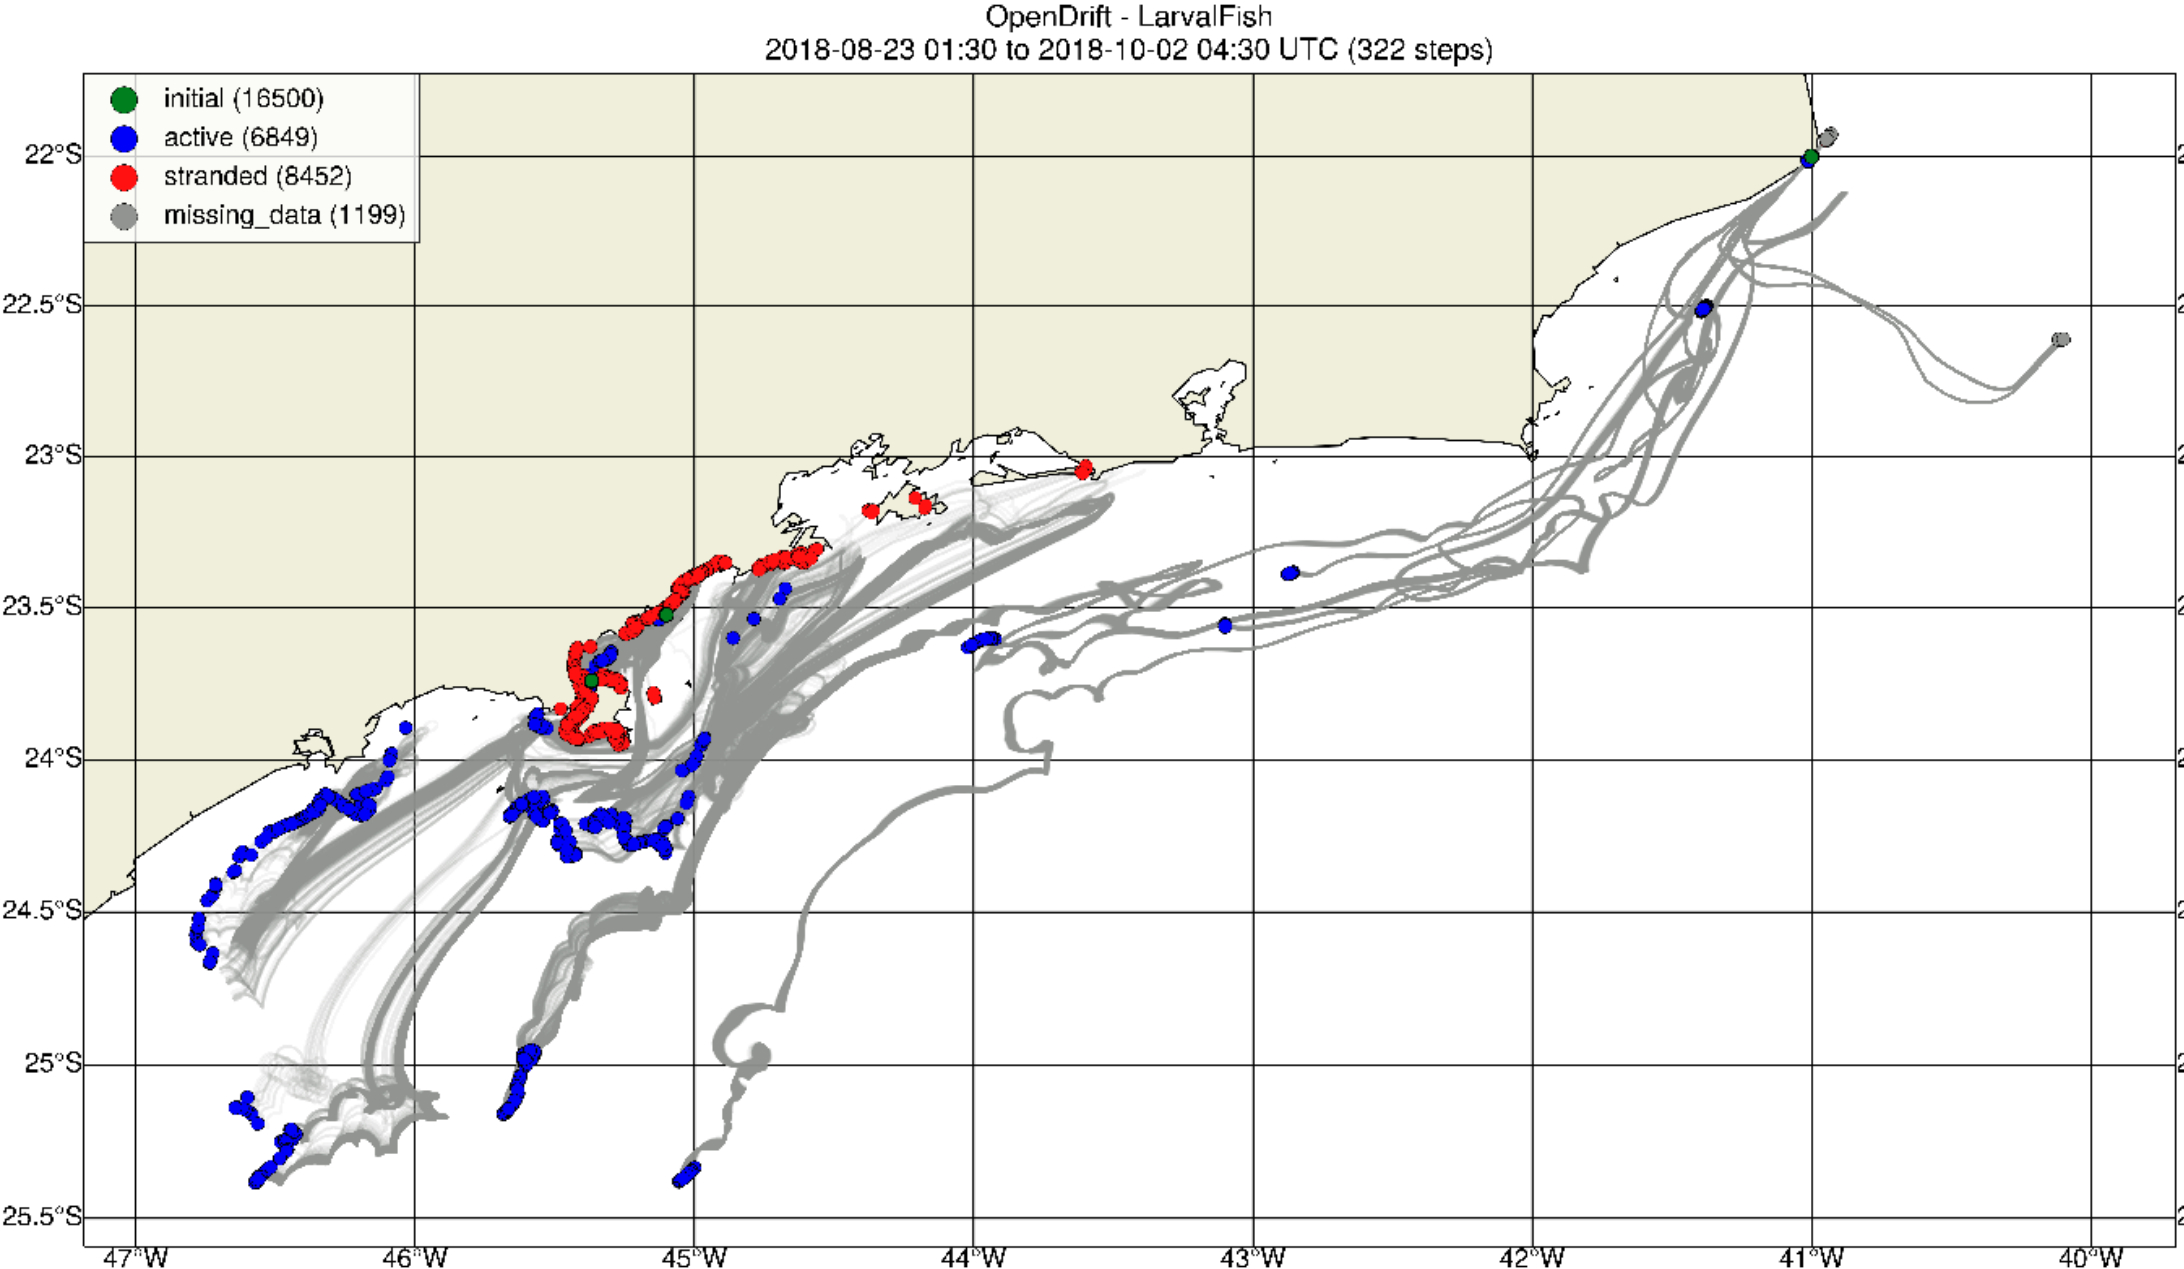 OpenDrift - LarvalFish
2018-08-23 01:30 to 2018-10-02 04:30 UTC (322 steps)
initial (16500)
active (6849)
stranded (8452)
missing_data (1199)
22°S
22.5°S
23°S
23.5°S
24°S
24.5°S
25°S
25.5°S
47°W 46°W 45°W 44°W 43°W 42°W 41°W 40°W